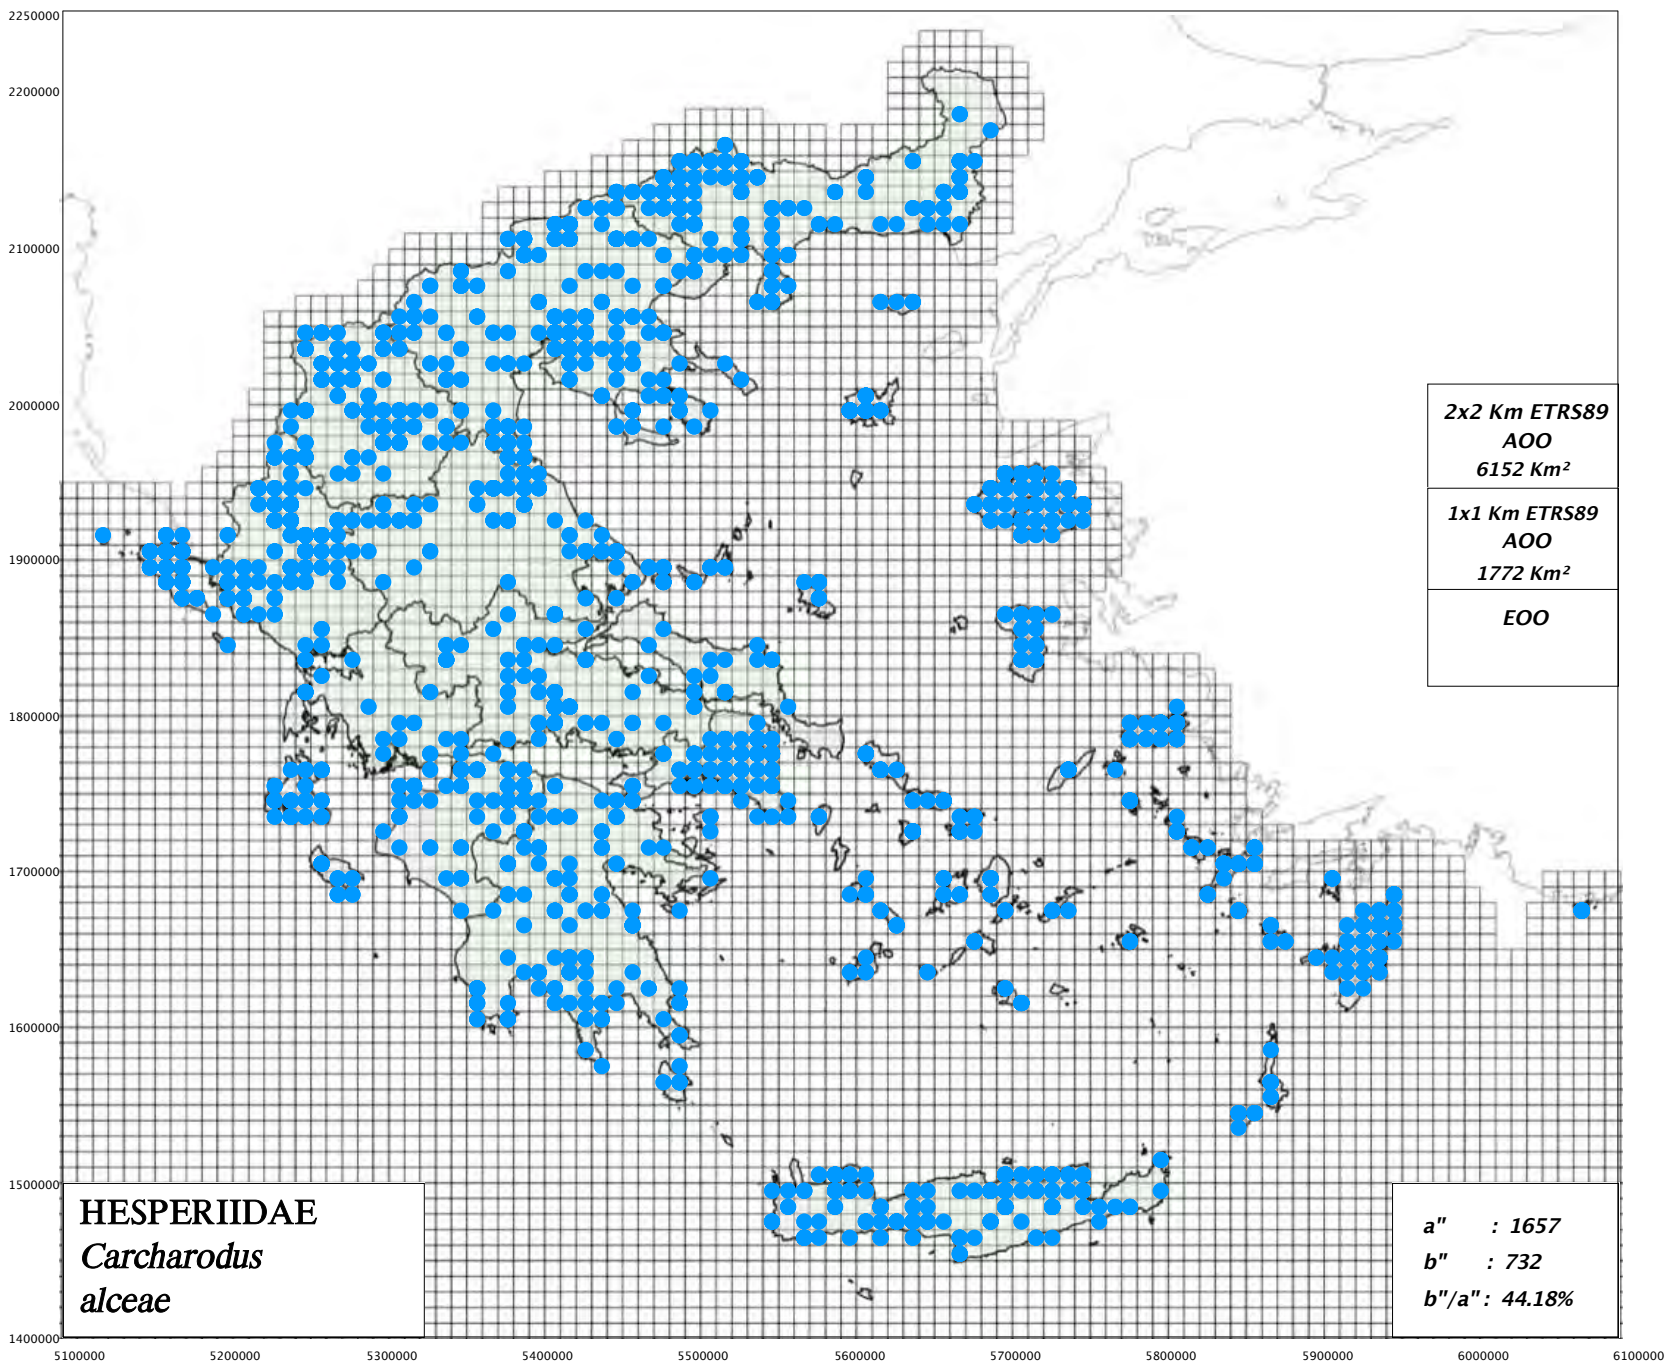 2250000
2200000
2100000
2000000
1900000
1800000
1700000
1600000
1500000
1400000
2x2 Km ETRS89
AOO
6152 Km²
1x1 Km ETRS89
AOO
1772 Km²
EOO
HESPERIIDAE
Carcharodus
alceae
a" : 1657
b" : 732
b"/a" : 44.18%
5100000 5200000 5300000 5400000 5500000 5600000 5700000 5800000 5900000 6000000 6100000